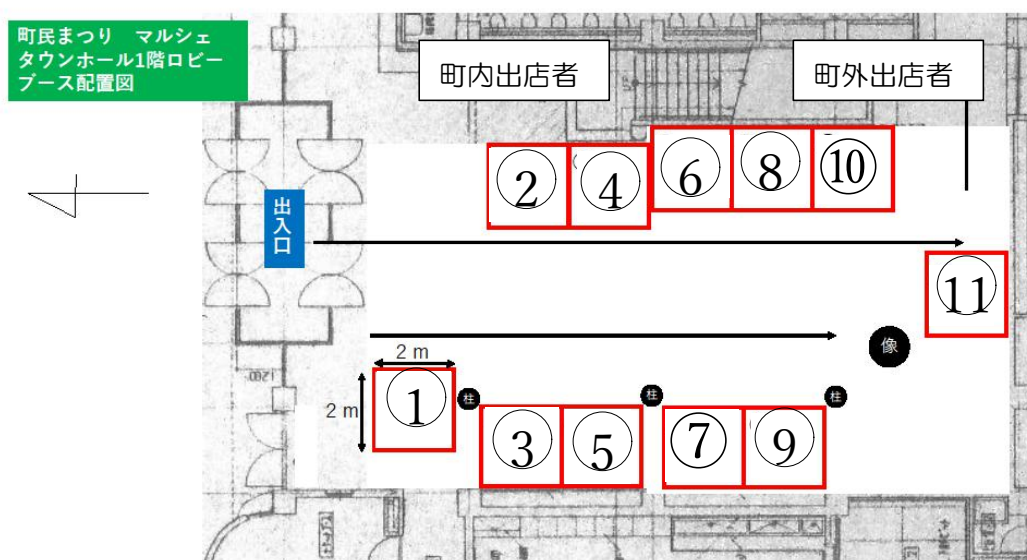 町民まつり　マルシェ
タウンホール1階ロビー
ブース配置図
町内出店者
町外出店者
出入口
②
④
⑥
⑧
⑩
⑪
像
2 m
2 m
①
柱
③
⑤
柱
⑦
⑨
柱